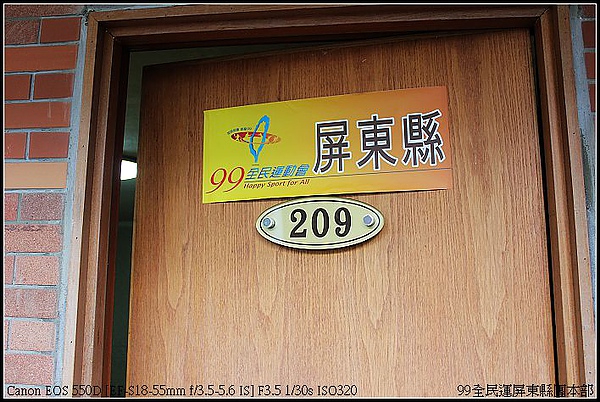 屏東縣
99全民運動會
Happy Sport for All
209
Canon EOS 550D [EF-S18-55mm f/3.5-5.6 IS] F3.5 1/30s ISO320
99全民運屏東縣團本部